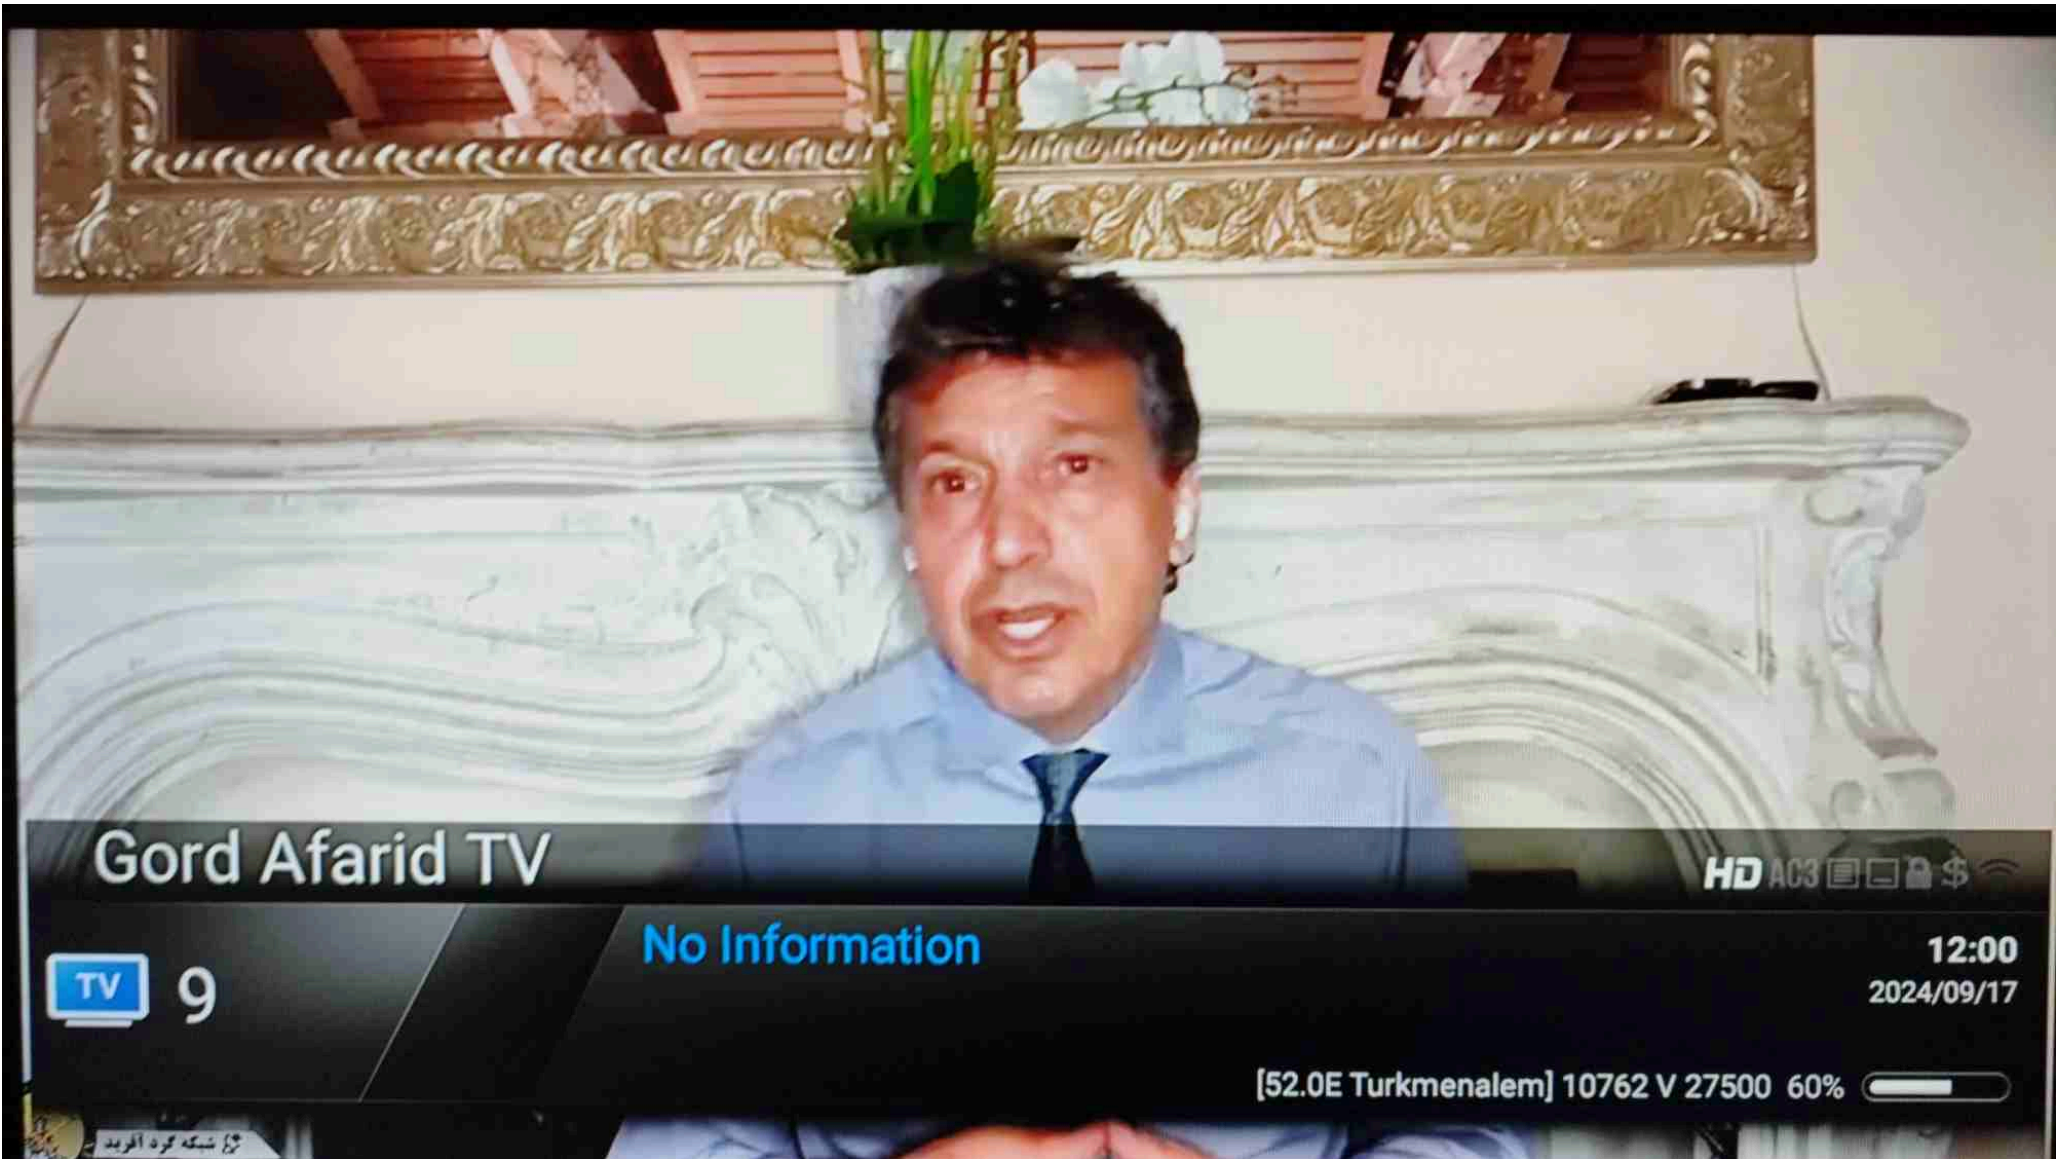 Gord Afarid TV
HD AC3 $
TV 9
No Information
12:00
2024/09/17
[52.0E Turkmenalem] 10762 V 27500 60%
شبکه گرد آفرید